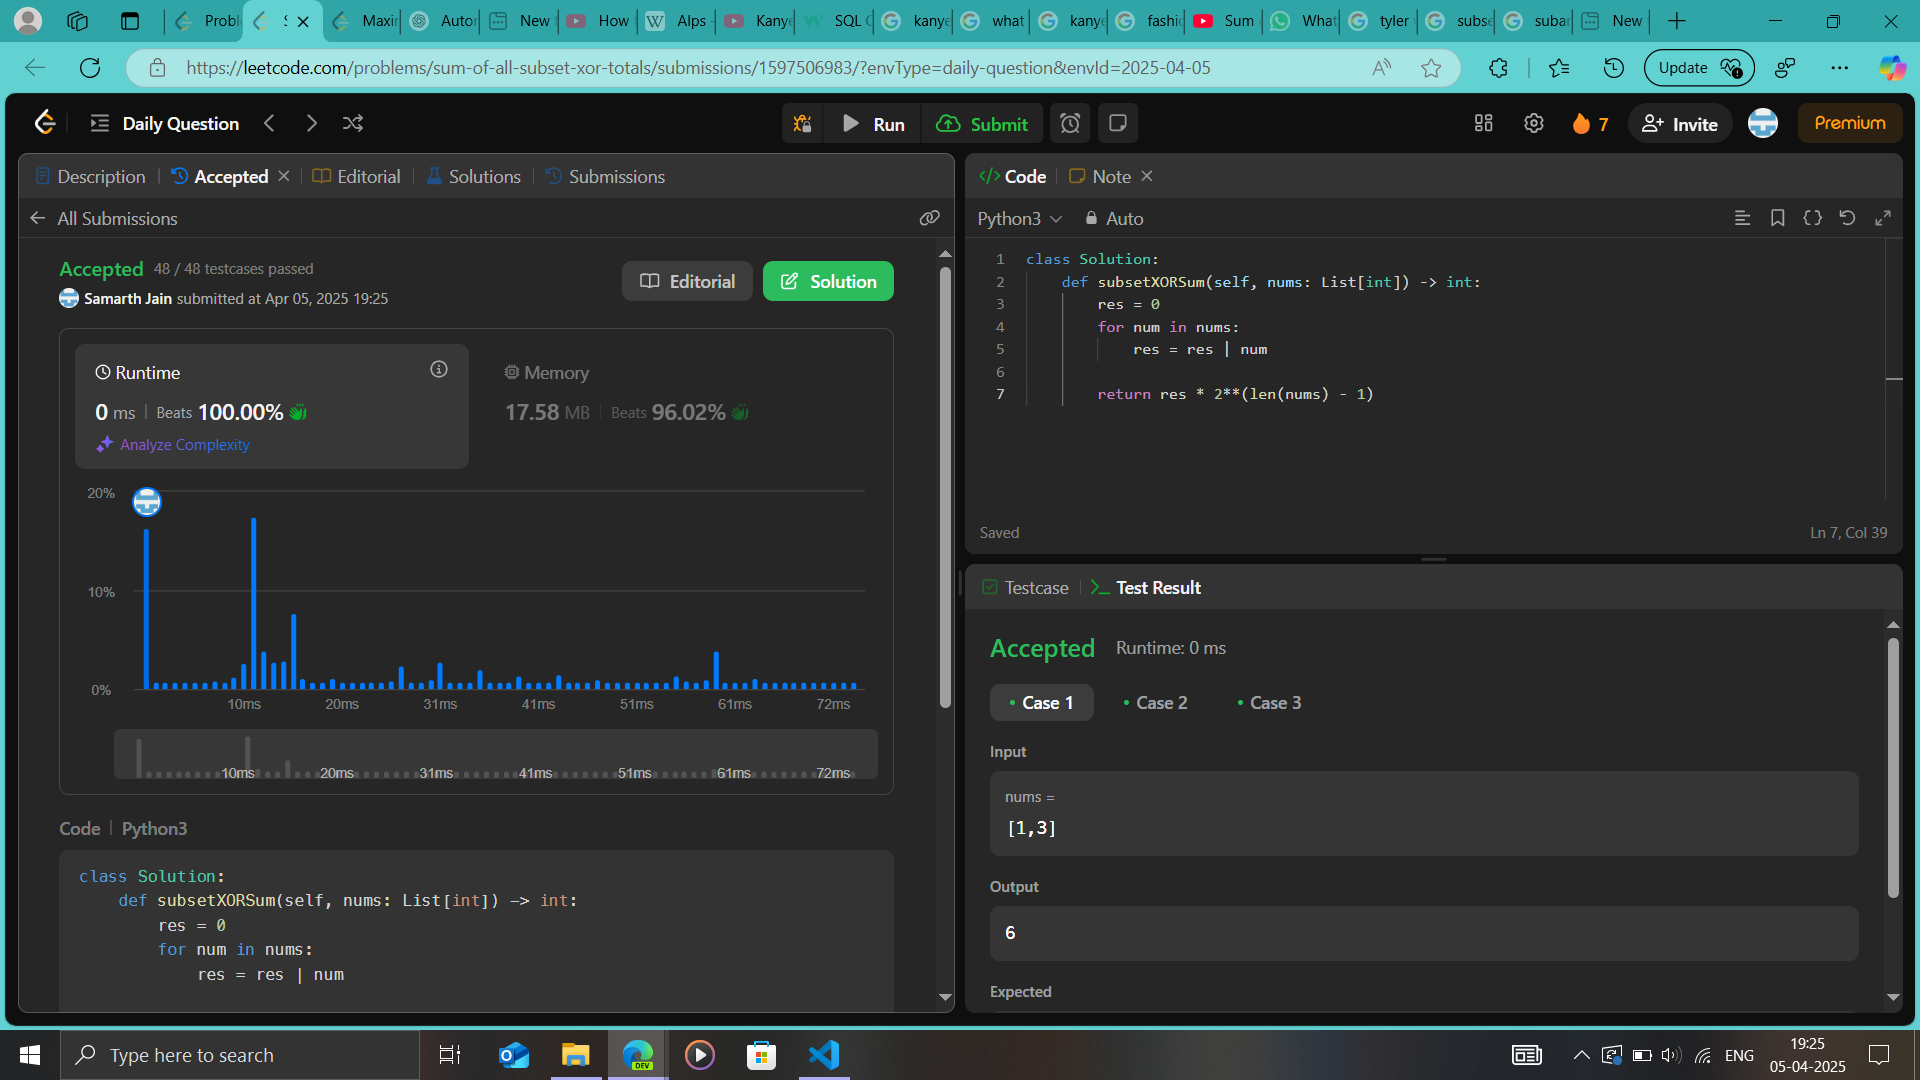 Probl
S
Maxin
Autor
New t
How t
Alps -
Kanye
SQL C
kanye
what
kanye
fashic
Sum o
What
tyler
subse
subar
New t
https://leetcode.com/problems/sum-of-all-subset-xor-totals/submissions/1597506983/?envType=daily-question&envId=2025-04-05
Update
Daily Question
Run
Submit
7
Invite
Premium
Description
Accepted
Editorial
Solutions
Submissions
All Submissions
Accepted 48 / 48 testcases passed
Samarth Jain submitted at Apr 05, 2025 19:25
Editorial
Solution
Runtime
0 ms | Beats 100.00%
Analyze Complexity
Memory
17.58 MB | Beats 96.02%
20%
10%
0%
10ms 20ms 31ms 41ms 51ms 61ms 72ms
10ms 20ms 31ms 41ms 51ms 61ms 72ms
Code | Python3
class Solution:
def subsetXORSum(self, nums: List[int]) -> int:
res = 0
for num in nums:
res = res | num
Code
Note
Python3
Auto
1 class Solution:
2 def subsetXORSum(self, nums: List[int]) -> int:
3 res = 0
4 for num in nums:
5 res = res | num
6
7 return res * 2**(len(nums) - 1)
Saved
Ln 7, Col 39
Testcase
Test Result
Accepted Runtime: 0 ms
Case 1
Case 2
Case 3
Input
nums =
[1,3]
Output
6
Expected
Type here to search
DEV
ENG
19:25
05-04-2025